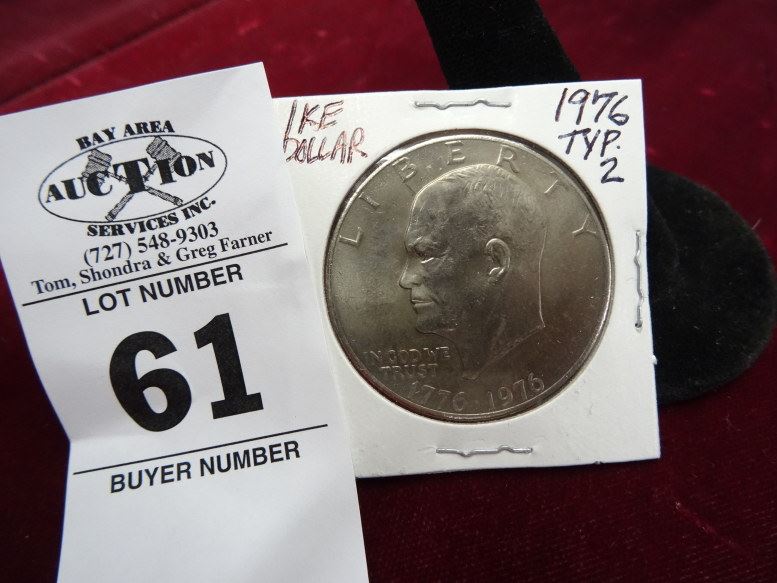 BAY AREA
AUCTION
SERVICES INC.
(727) 548-9303
Tom, Shondra & Greg Farner
LOT NUMBER
61
BUYER NUMBER
IKE
DOLLAR
1976
TYP.
2
LIBERTY
IN GOD WE
TRUST
1776 1976